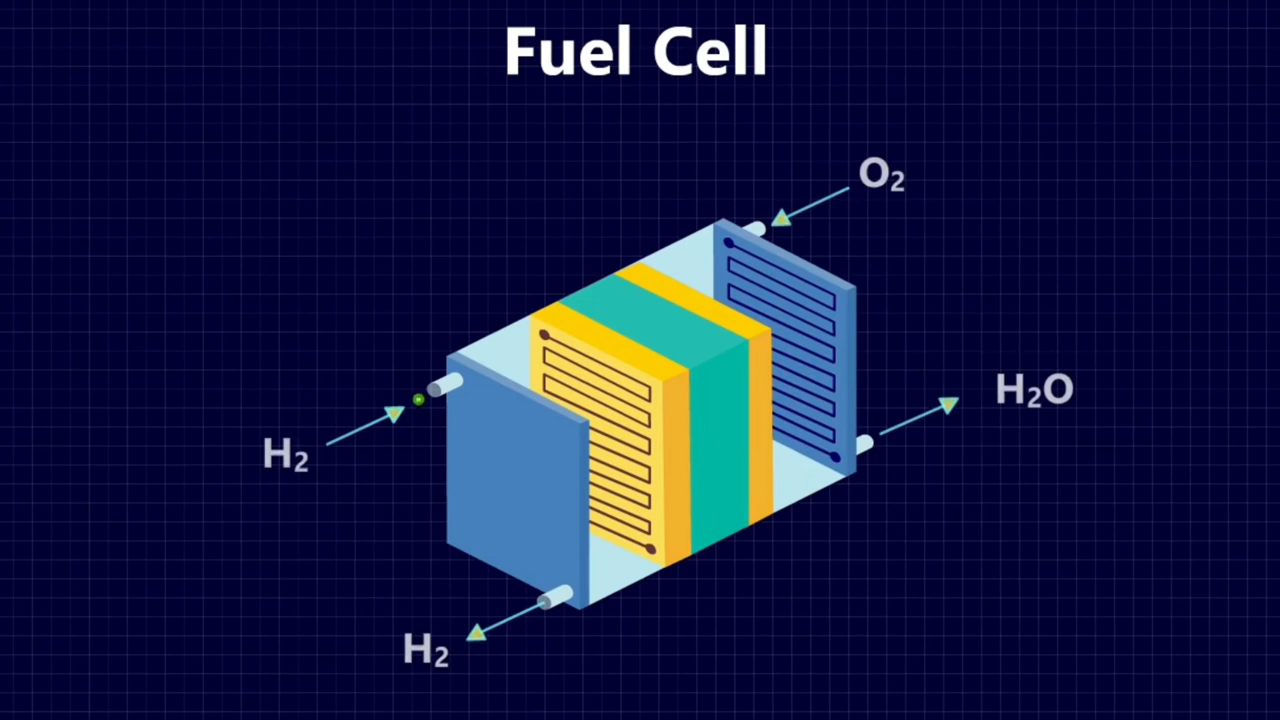 Fuel Cell
O₂
H₂O
H₂
H₂